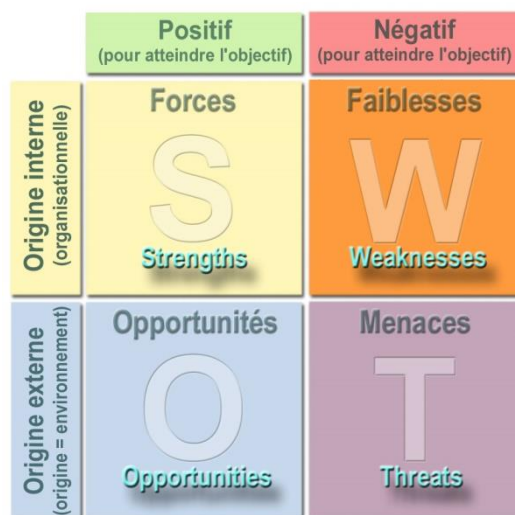 Positif
(pour atteindre l'objectif)
Négatif
(pour atteindre l'objectif)
Origine interne
(organisationnelle)
Forces
S
Strengths
Faiblesses
W
Weaknesses
Origine externe
(origine = environnement)
Opportunités
O
Opportunities
Menaces
T
Threats